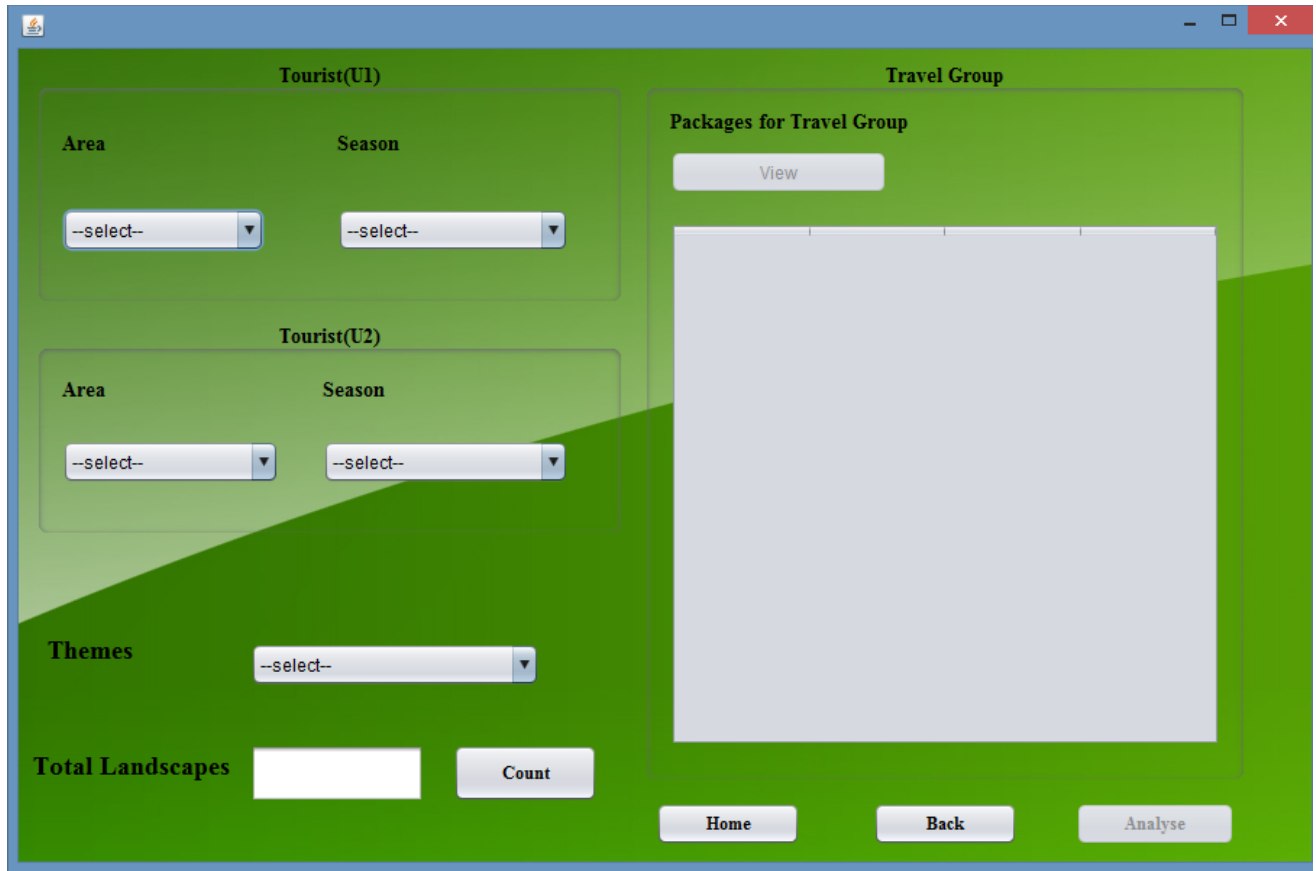 Tourist(U1)
Area
Season
--select--
--select--
Tourist(U2)
Area
Season
--select--
--select--
Themes
--select--
Total Landscapes
Count
Travel Group
Packages for Travel Group
View
Home
Back
Analyse